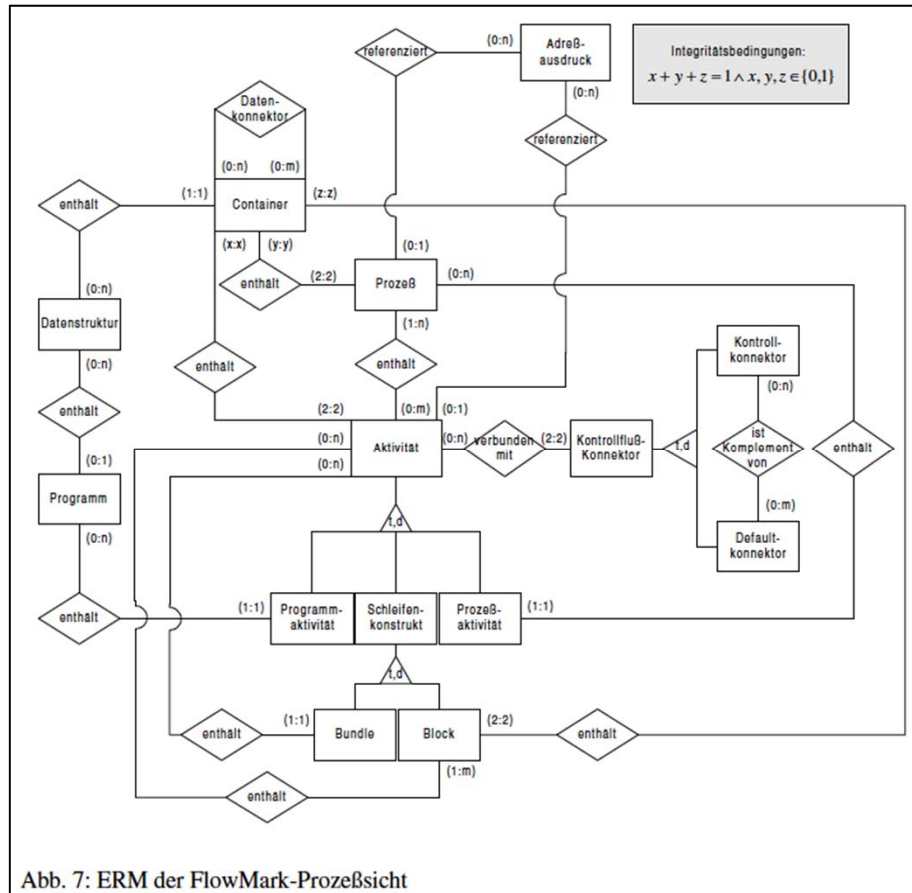 referenziert
(0:n)
Adreß-
ausdruck
Integritätsbedingungen:
x + y + z = 1 ∧ x, y, z ∈ {0,1}
Daten-
konnektor
(0:n)
referenziert
(0:n)
(0:m)
enthält
(1:1)
Container
(z:z)
(x:x)
(y:y)
(0:1)
enthält
(2:2)
Prozeß
(0:n)
(0:n)
Datenstruktur
(1:n)
(0:n)
Kontroll-
konnektor
enthält
enthält
(0:n)
enthält
(2:2)
(0:m)
(0:1)
(0:n)
Aktivität
(0:n)
verbunden
mit
(2:2)
Kontrollfluß-
Konnektor
t,d
ist
Komplement
von
enthält
(0:1)
(0:n)
Programm
(0:m)
(0:n)
t,d
Default-
konnektor
enthält
(1:1)
Programm-
aktivität
Schleifen-
konstrukt
Prozeß-
aktivität
(1:1)
t,d
enthält
(1:1)
Bundle
Block
(2:2)
enthält
(1:m)
enthält
Abb. 7: ERM der FlowMark-Prozeßsicht